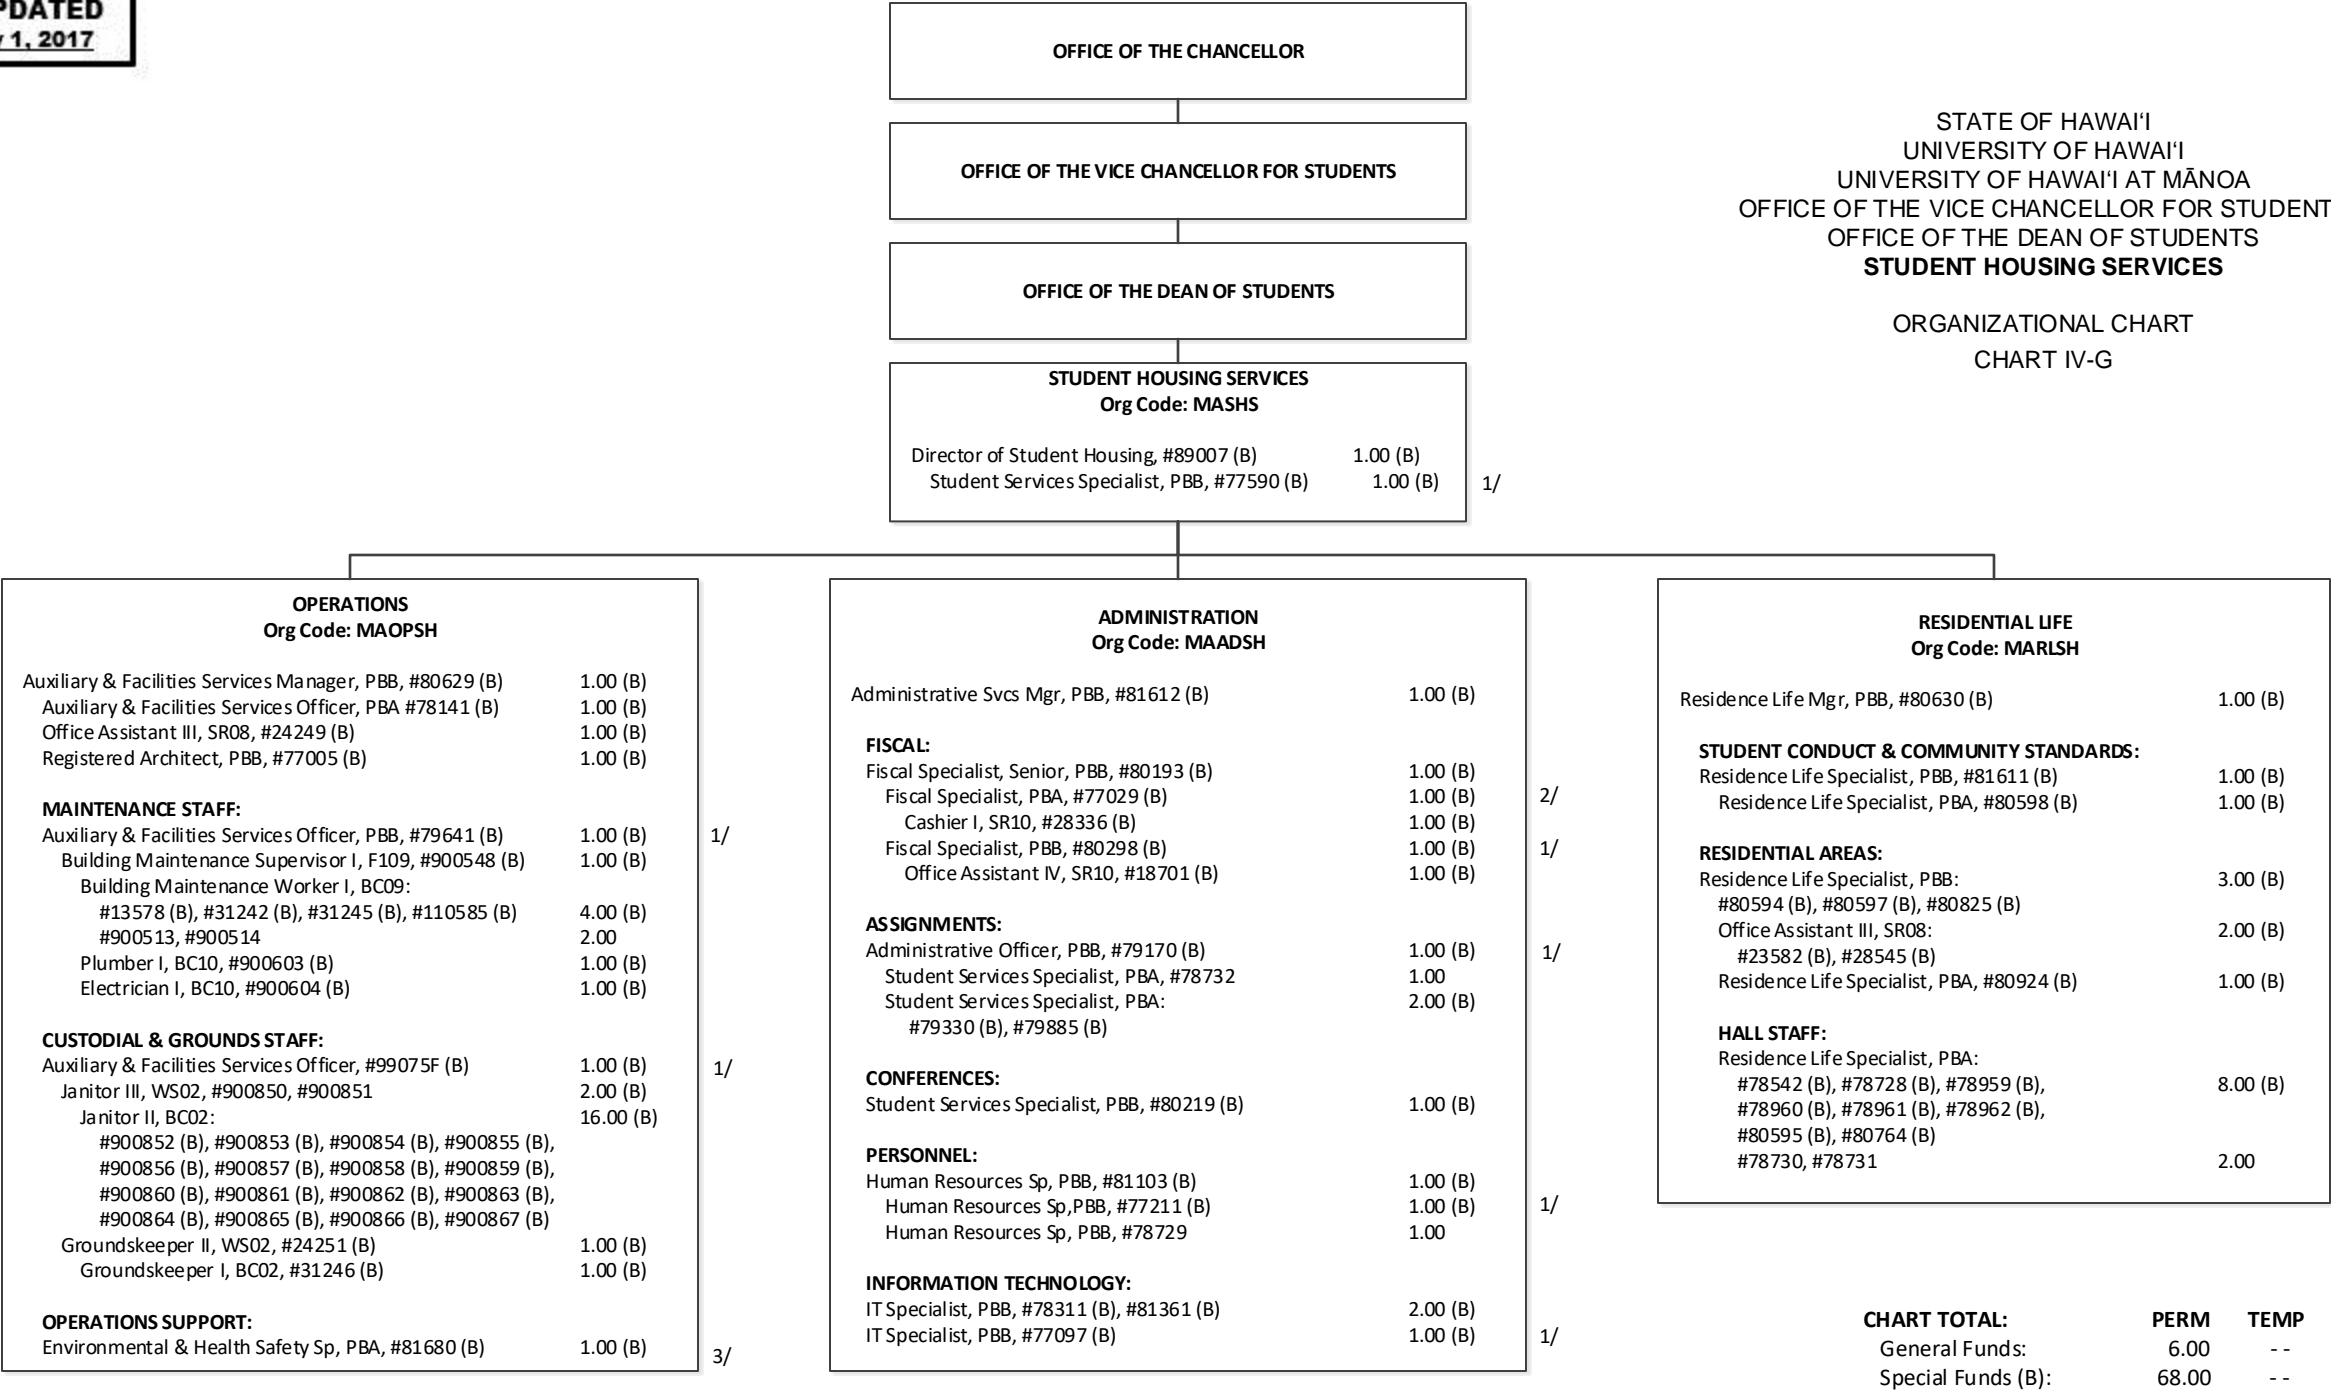 PDATED
1, 2017
OFFICE OF THE CHANCELLOR
OFFICE OF THE VICE CHANCELLOR FOR STUDENTS
OFFICE OF THE DEAN OF STUDENTS
STUDENT HOUSING SERVICES
Org Code: MASHS
Director of Student Housing, #89007 (B) 1.00 (B)
Student Services Specialist, PBB, #77590 (B) 1.00 (B) 1/
STATE OF HAWAI‘I
UNIVERSITY OF HAWAI‘I
UNIVERSITY OF HAWAI‘I AT MĀNOA
OFFICE OF THE VICE CHANCELLOR FOR STUDENT
OFFICE OF THE DEAN OF STUDENTS
STUDENT HOUSING SERVICES
ORGANIZATIONAL CHART
CHART IV-G
OPERATIONS
Org Code: MAOPSH
Auxiliary & Facilities Services Manager, PBB, #80629 (B) 1.00 (B)
Auxiliary & Facilities Services Officer, PBA #78141 (B) 1.00 (B)
Office Assistant III, SR08, #24249 (B) 1.00 (B)
Registered Architect, PBB, #77005 (B) 1.00 (B)
MAINTENANCE STAFF:
Auxiliary & Facilities Services Officer, PBB, #79641 (B) 1.00 (B) 1/
Building Maintenance Supervisor I, F109, #900548 (B) 1.00 (B)
Building Maintenance Worker I, BC09:
#13578 (B), #31242 (B), #31245 (B), #110585 (B) 4.00 (B)
#900513, #900514 2.00
Plumber I, BC10, #900603 (B) 1.00 (B)
Electrician I, BC10, #900604 (B) 1.00 (B)
CUSTODIAL & GROUNDS STAFF:
Auxiliary & Facilities Services Officer, #99075F (B) 1.00 (B) 1/
Janitor III, WS02, #900850, #900851 2.00 (B)
Janitor II, BC02: 16.00 (B)
#900852 (B), #900853 (B), #900854 (B), #900855 (B),
#900856 (B), #900857 (B), #900858 (B), #900859 (B),
#900860 (B), #900861 (B), #900862 (B), #900863 (B),
#900864 (B), #900865 (B), #900866 (B), #900867 (B)
Groundskeeper II, WS02, #24251 (B) 1.00 (B)
Groundskeeper I, BC02, #31246 (B) 1.00 (B)
OPERATIONS SUPPORT:
Environmental & Health Safety Sp, PBA, #81680 (B) 1.00 (B) 3/
ADMINISTRATION
Org Code: MAADSH
Administrative Svcs Mgr, PBB, #81612 (B) 1.00 (B)
FISCAL:
Fiscal Specialist, Senior, PBB, #80193 (B) 1.00 (B)
Fiscal Specialist, PBA, #77029 (B) 1.00 (B) 2/
Cashier I, SR10, #28336 (B) 1.00 (B)
Fiscal Specialist, PBB, #80298 (B) 1.00 (B) 1/
Office Assistant IV, SR10, #18701 (B) 1.00 (B)
ASSIGNMENTS:
Administrative Officer, PBB, #79170 (B) 1.00 (B) 1/
Student Services Specialist, PBA, #78732 1.00
Student Services Specialist, PBA: 2.00 (B)
#79330 (B), #79885 (B)
CONFERENCES:
Student Services Specialist, PBB, #80219 (B) 1.00 (B)
PERSONNEL:
Human Resources Sp, PBB, #81103 (B) 1.00 (B)
Human Resources Sp,PBB, #77211 (B) 1.00 (B) 1/
Human Resources Sp, PBB, #78729 1.00
INFORMATION TECHNOLOGY:
IT Specialist, PBB, #78311 (B), #81361 (B) 2.00 (B)
IT Specialist, PBB, #77097 (B) 1.00 (B) 1/
RESIDENTIAL LIFE
Org Code: MARLSH
Residence Life Mgr, PBB, #80630 (B) 1.00 (B)
STUDENT CONDUCT & COMMUNITY STANDARDS:
Residence Life Specialist, PBB, #81611 (B) 1.00 (B)
Residence Life Specialist, PBA, #80598 (B) 1.00 (B)
RESIDENTIAL AREAS:
Residence Life Specialist, PBB: 3.00 (B)
#80594 (B), #80597 (B), #80825 (B)
Office Assistant III, SR08: 2.00 (B)
#23582 (B), #28545 (B)
Residence Life Specialist, PBA, #80924 (B) 1.00 (B)
HALL STAFF:
Residence Life Specialist, PBA:
#78542 (B), #78728 (B), #78959 (B), 8.00 (B)
#78960 (B), #78961 (B), #78962 (B),
#80595 (B), #80764 (B)
#78730, #78731 2.00
CHART TOTAL: PERM TEMP
General Funds: 6.00 - -
Special Funds (B): 68.00 - -